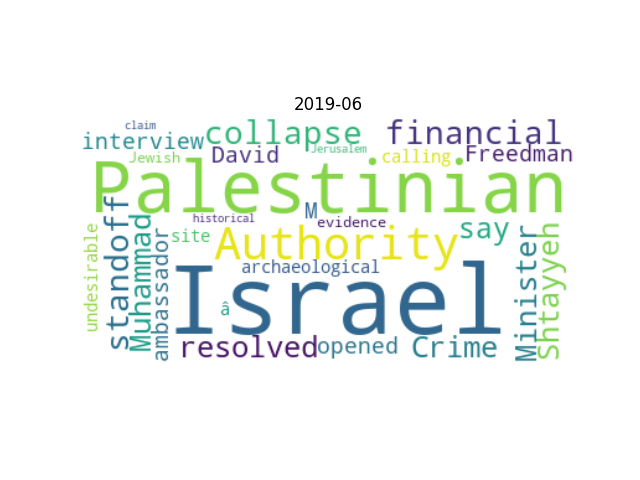 2019-06
claim
interview
collapse
financial
Jewish
David
Jerusalem
calling
Freedman
Palestinian
historical
M
evidence
undesirable
standoff
Muhammad
ambassador
site
Authority
say
Minister
Shtayyeh
archaeological
Israel
â
resolved
opened
Crime